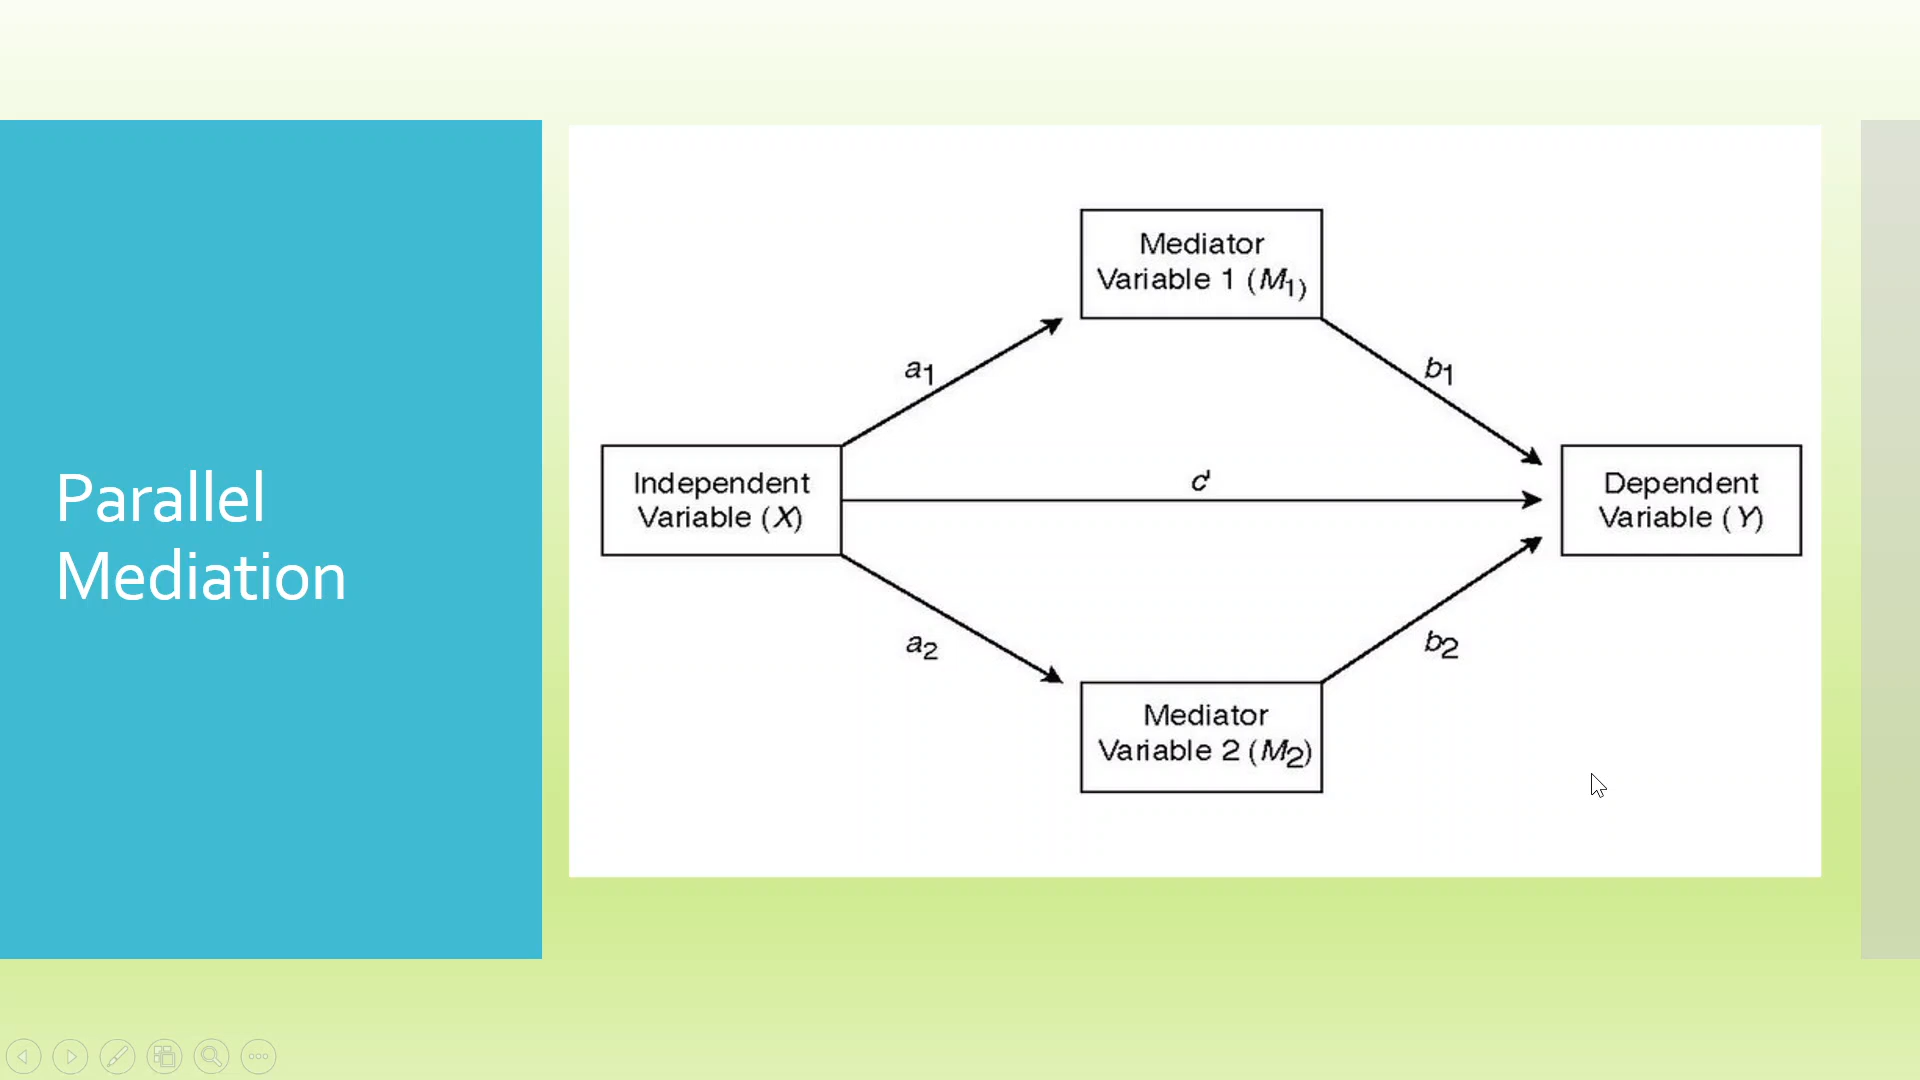 Parallel
Mediation
Mediator
Variable 1 (M1)
a1
b1
Independent
Variable (X)
c'
Dependent
Variable (Y)
a2
b2
Mediator
Variable 2 (M2)